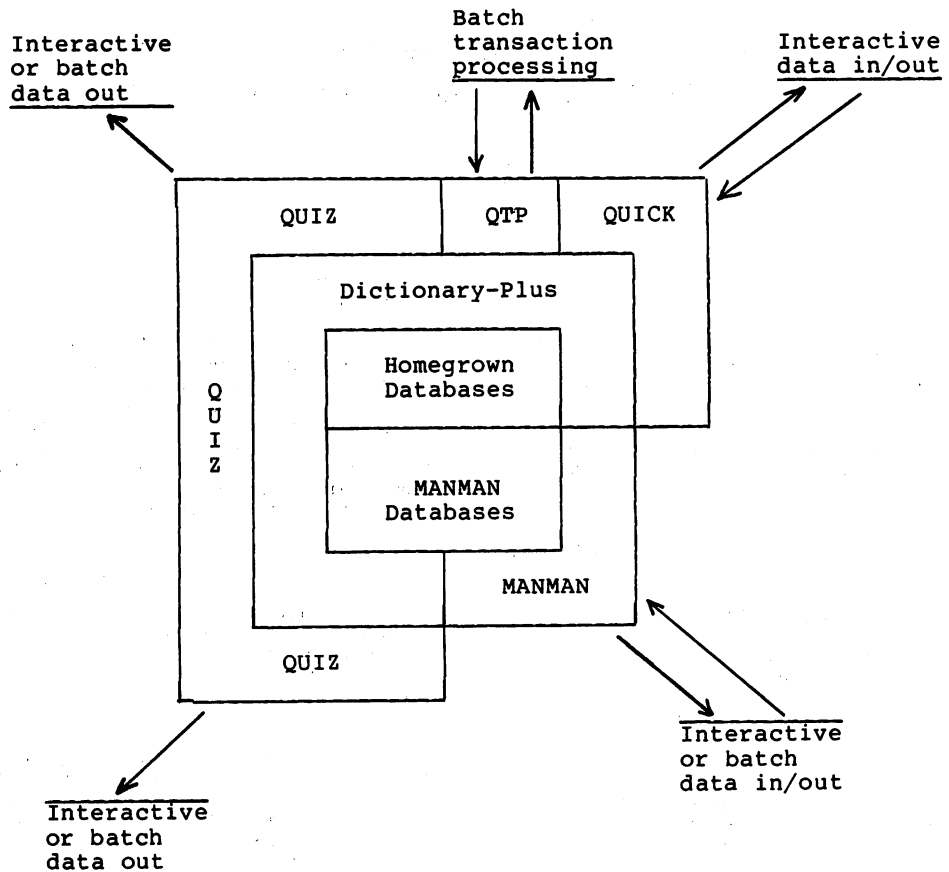 Interactive
or batch
data out
Batch
transaction
processing
Interactive
data in/out
QUIZ
QTP
QUICK
Dictionary-Plus
Homegrown
Databases
Q
U
I
Z
MANMAN
Databases
MANMAN
QUIZ
Interactive
or batch
data in/out
Interactive
or batch
data out